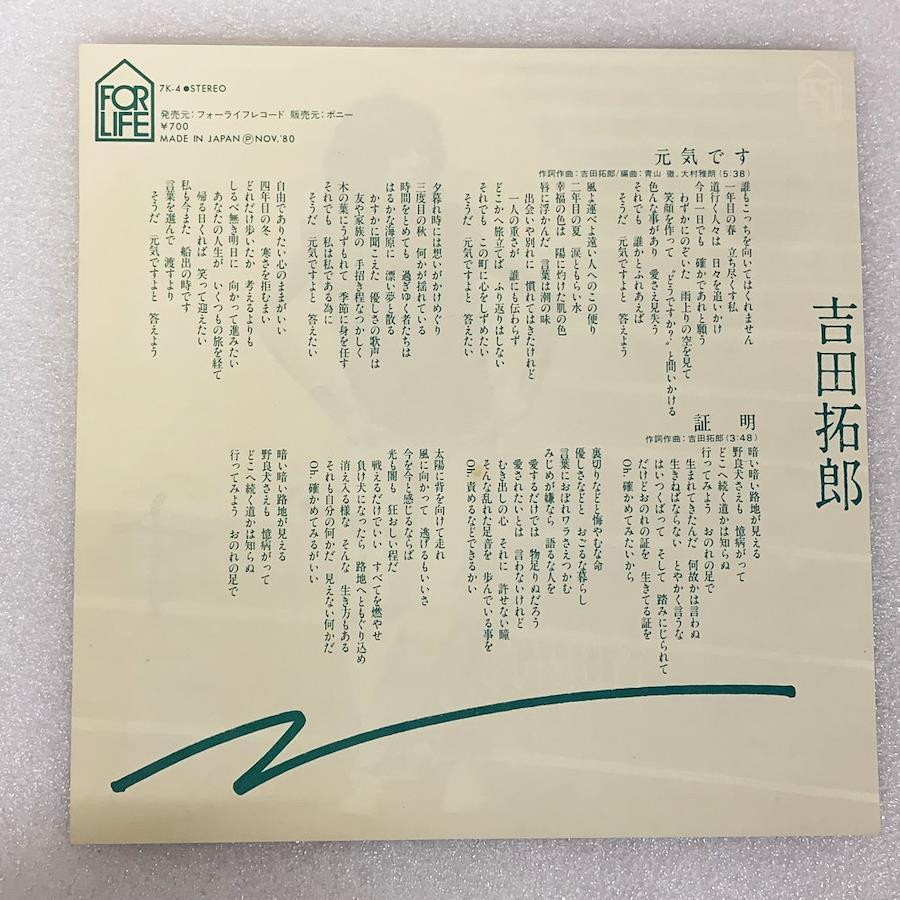 FOR
LIFE
7K-4●STEREO
発売元：フォーライフレコード 販売元：ポニー
¥700
MADE IN JAPAN Ⓟ NOV.'80
吉田拓郎
元気です
作詞作曲：吉田拓郎/編曲：青山 徹、大村雅朗(5:38)
誰もこっちを向いてはくれません
一年目の春 立ち尽くす私
道行く人々は 日々を追いかけ
今日一日でも 確かであれと願う
わずかにのぞいた 雨上りの空を見て
笑顔を作って “どうですか？”と問いかける
色んな事があり 愛さえ見失う
それでも 誰かとふれあえば
そうだ 元気ですよと 答えよう
風よ運べよ遠い人へのこの便り
二年目の夏 涙ともらい水
幸福の色は 陽に灼けた肌の色
唇に浮かんだ 言葉は潮の味
出会いや別れに 慣れてはきたけれど
一人の重さが 誰にも伝わらず
どこかへ旅立てば ふり返りはしない
それでも この町に心をしずめたい
そうだ 元気ですよと 答えたい
夕暮れ時には想いがかけめぐり
三度目の秋 何かが揺れている
時間をとめても 過ぎゆく者たちは
はるかな海原に 漂い夢と散る
かすかに聞こえた 優しさの歌声は
友や家族の 手招き程なつかしく
木の葉にうずもれて 季節に身を任す
それでも 私は私である為に
そうだ 元気ですよと 答えたい
自由でありたい心のままがいい
四年目の冬 寒さを拒むまい
どれだけ歩いたか 考えるよりも
しるべ無き明日に 向かって進みたい
あなたの人生が いくつもの旅を経て
帰る日くれば 笑って迎えたい
私も今また 船出の時です
言葉を選んで 渡すより
そうだ 元気ですよと 答えよう
証明
作詞作曲：吉田拓郎(3:48)
暗い暗い路地が見える
野良犬さえも 憶病がって
どこへ続く道かは知らぬ
行ってみよう おのれの足で
生まれてきたんだ 何故かは言わぬ
生きねばならない とやかく言うな
はいつくばって そして 踏みにじられて
だけどおのれの証を 生きてる証を
Oh 確かめてみたいから
裏切りなどと 悔やむな命
優しさなどと おごるな暮らし
言葉におぼれワラさえつかむ
みじめが嫌なら 語るな人を
愛するだけでは 物足りぬだろう
愛されたいとは 言わないけれど
むき出しの心 それに 許せない瞳
そんな乱れた足音を 歩んでいる事を
Oh 責めるなどできるかい
太陽に背を向けて走れ
風に向かって 逃げるもいいさ
今を今と感じるならば
光も闇も 狂おしい程だ
戦えるだけでいい すべてを燃やせ
負け犬になったら 路地へともぐり込め
消え入る様な そんな 生き方もある
それも自分の何かだ 見えない何かだ
Oh 確かめてみるがいい
暗い暗い路地が見える
野良犬さえも 憶病がって
どこへ続く道かは知らぬ
行ってみよう おのれの足で